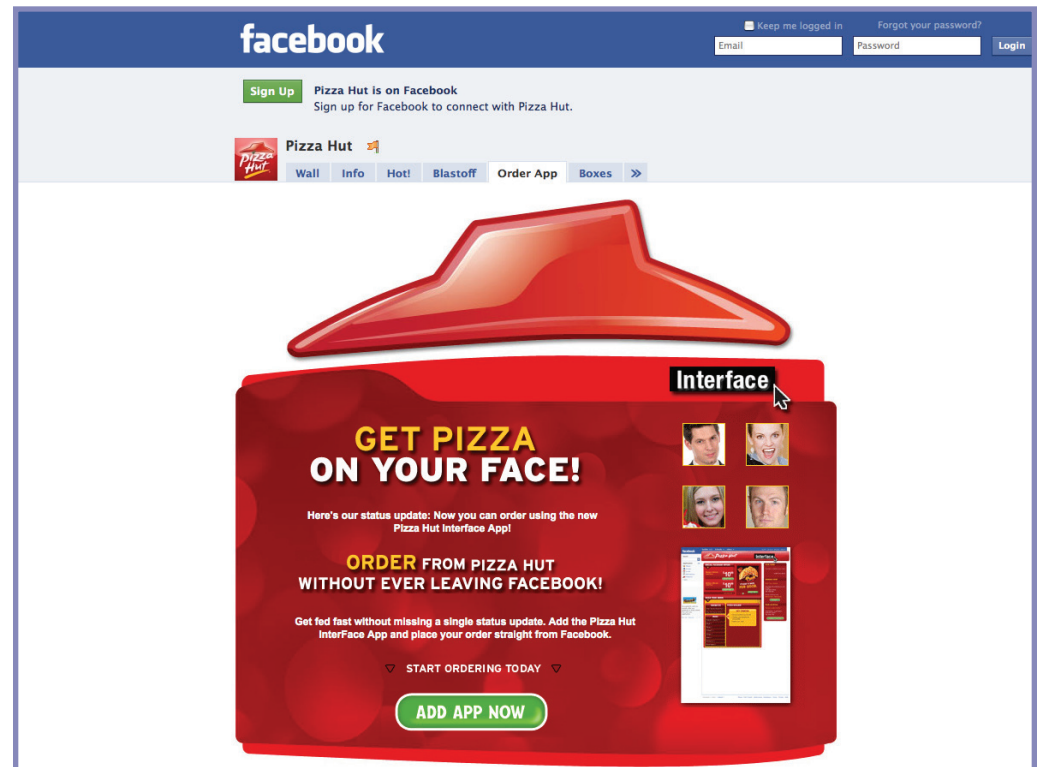 facebook
Keep me logged in
Forgot your password?
Email
Password
Login
Sign Up
Pizza Hut is on Facebook
Sign up for Facebook to connect with Pizza Hut.
Pizza Hut
Pizza Hut
Wall Info Hot! Blastoff Order App Boxes »
Interface
GET PIZZA
ON YOUR FACE!
Here's our status update: Now you can order using the new
Pizza Hut Interface App!
ORDER FROM PIZZA HUT
WITHOUT EVER LEAVING FACEBOOK!
Get fed fast without missing a single status update. Add the Pizza Hut
InterFace App and place your order straight from Facebook.
START ORDERING TODAY
ADD APP NOW